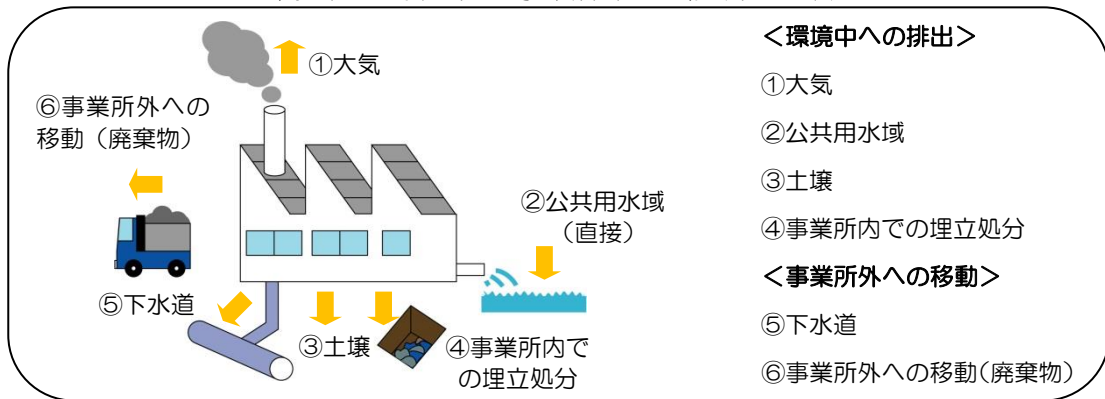 ①大気
⑥事業所外への
移動（廃棄物）
②公共用水域
（直接）
⑤下水道
③土壌
④事業所内で
の埋立処分
＜環境中への排出＞
①大気
②公共用水域
③土壌
④事業所内での埋立処分
＜事業所外への移動＞
⑤下水道
⑥事業所外への移動(廃棄物)